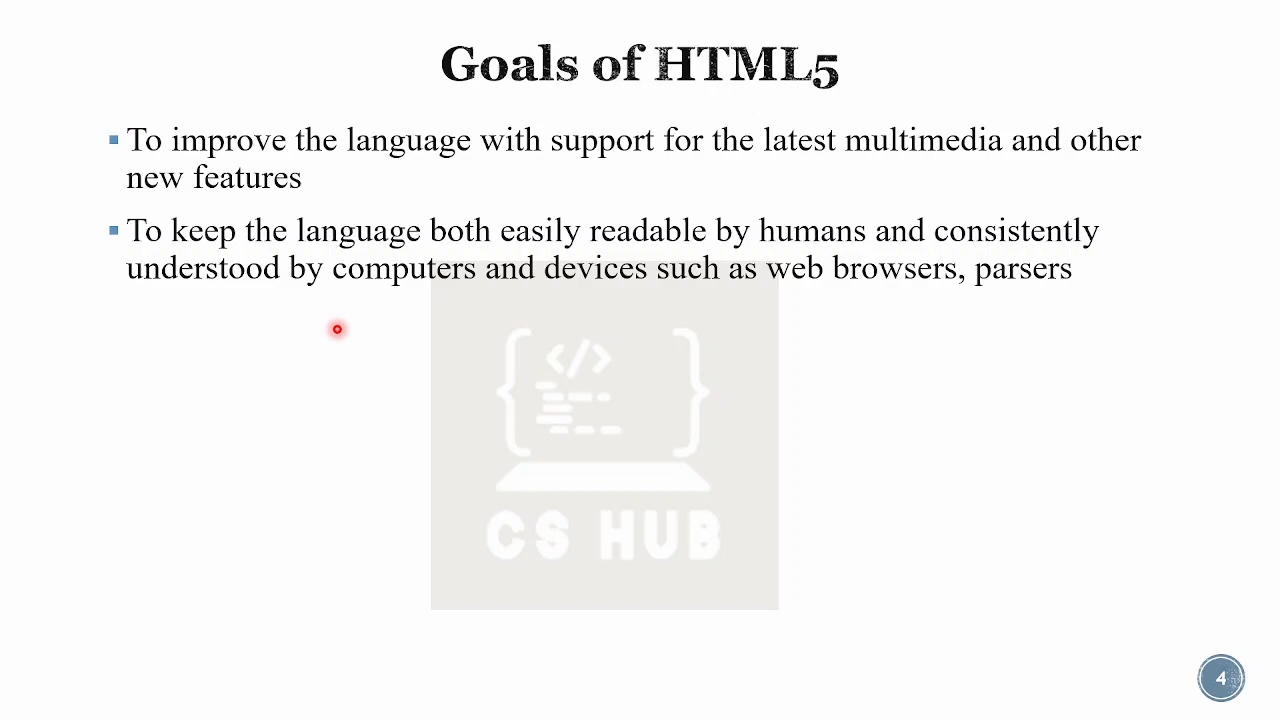 Goals of HTML5
To improve the language with support for the latest multimedia and other
new features
To keep the language both easily readable by humans and consistently
understood by computers and devices such as web browsers, parsers
</>
CS HUB
4